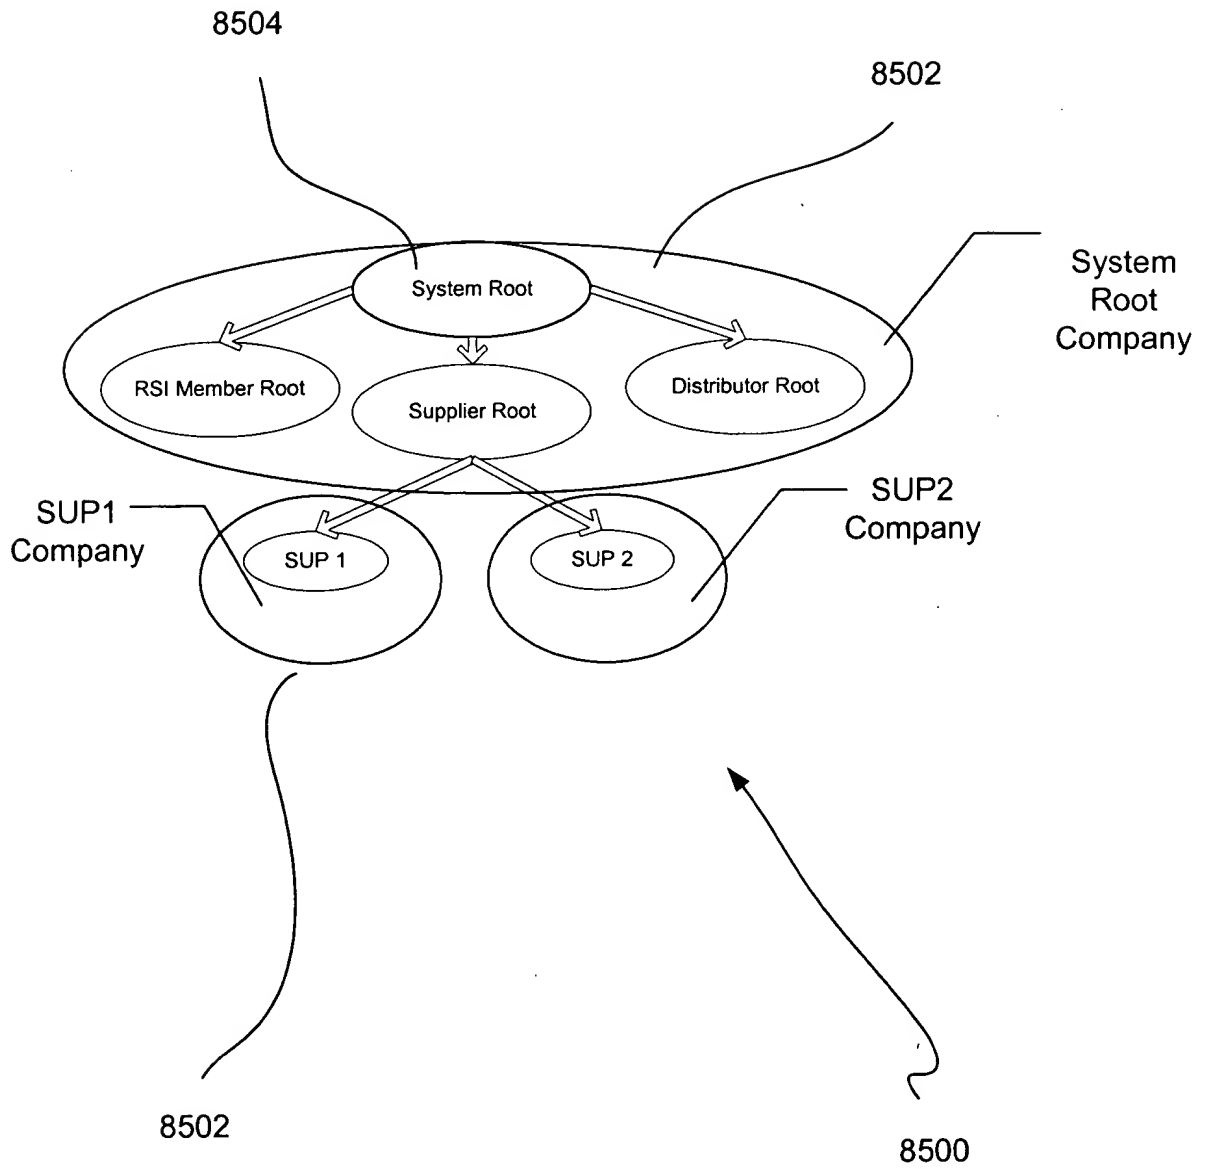 8504
8502
System
Root
Company
System Root
RSI Member Root
Supplier Root
Distributor Root
SUP1
Company
SUP2
Company
SUP 1
SUP 2
8502
8500